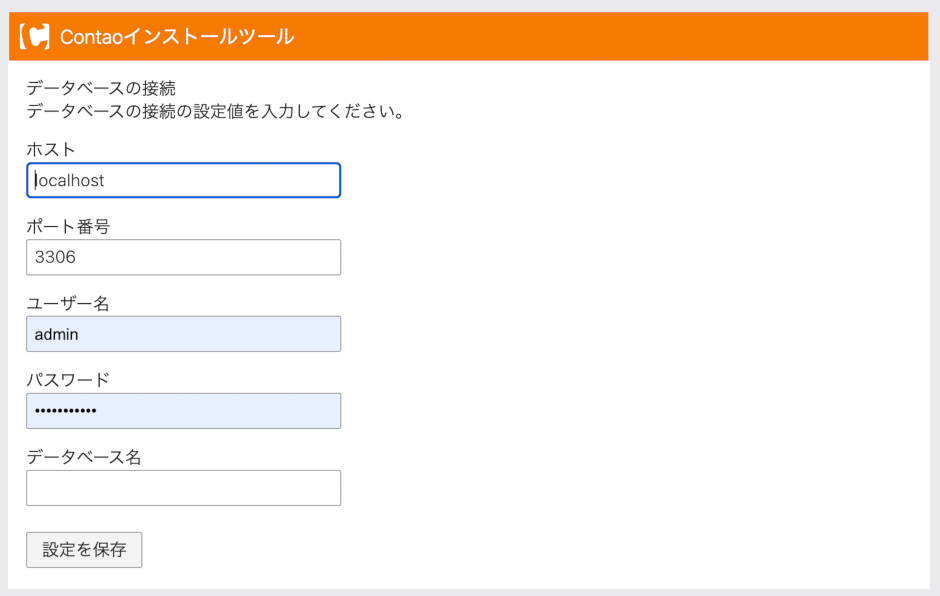 Contaoインストールツール
データベースの接続
データベースの接続の設定値を入力してください。
ホスト
localhost
ポート番号
3306
ユーザー名
admin
パスワード
•••••••••••
データベース名
設定を保存